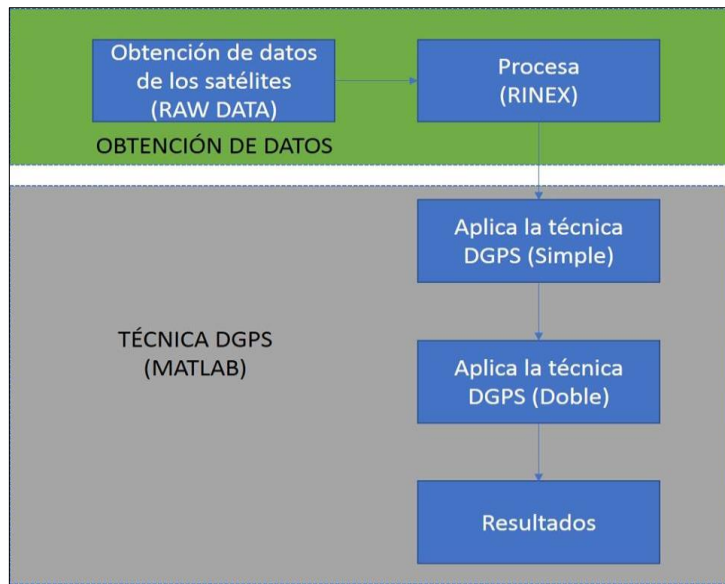 Obtención de datos
de los satélites
(RAW DATA)
Procesa
(RINEX)
OBTENCIÓN DE DATOS
Aplica la técnica
DGPS (Simple)
TÉCNICA DGPS
(MATLAB)
Aplica la técnica
DGPS (Doble)
Resultados